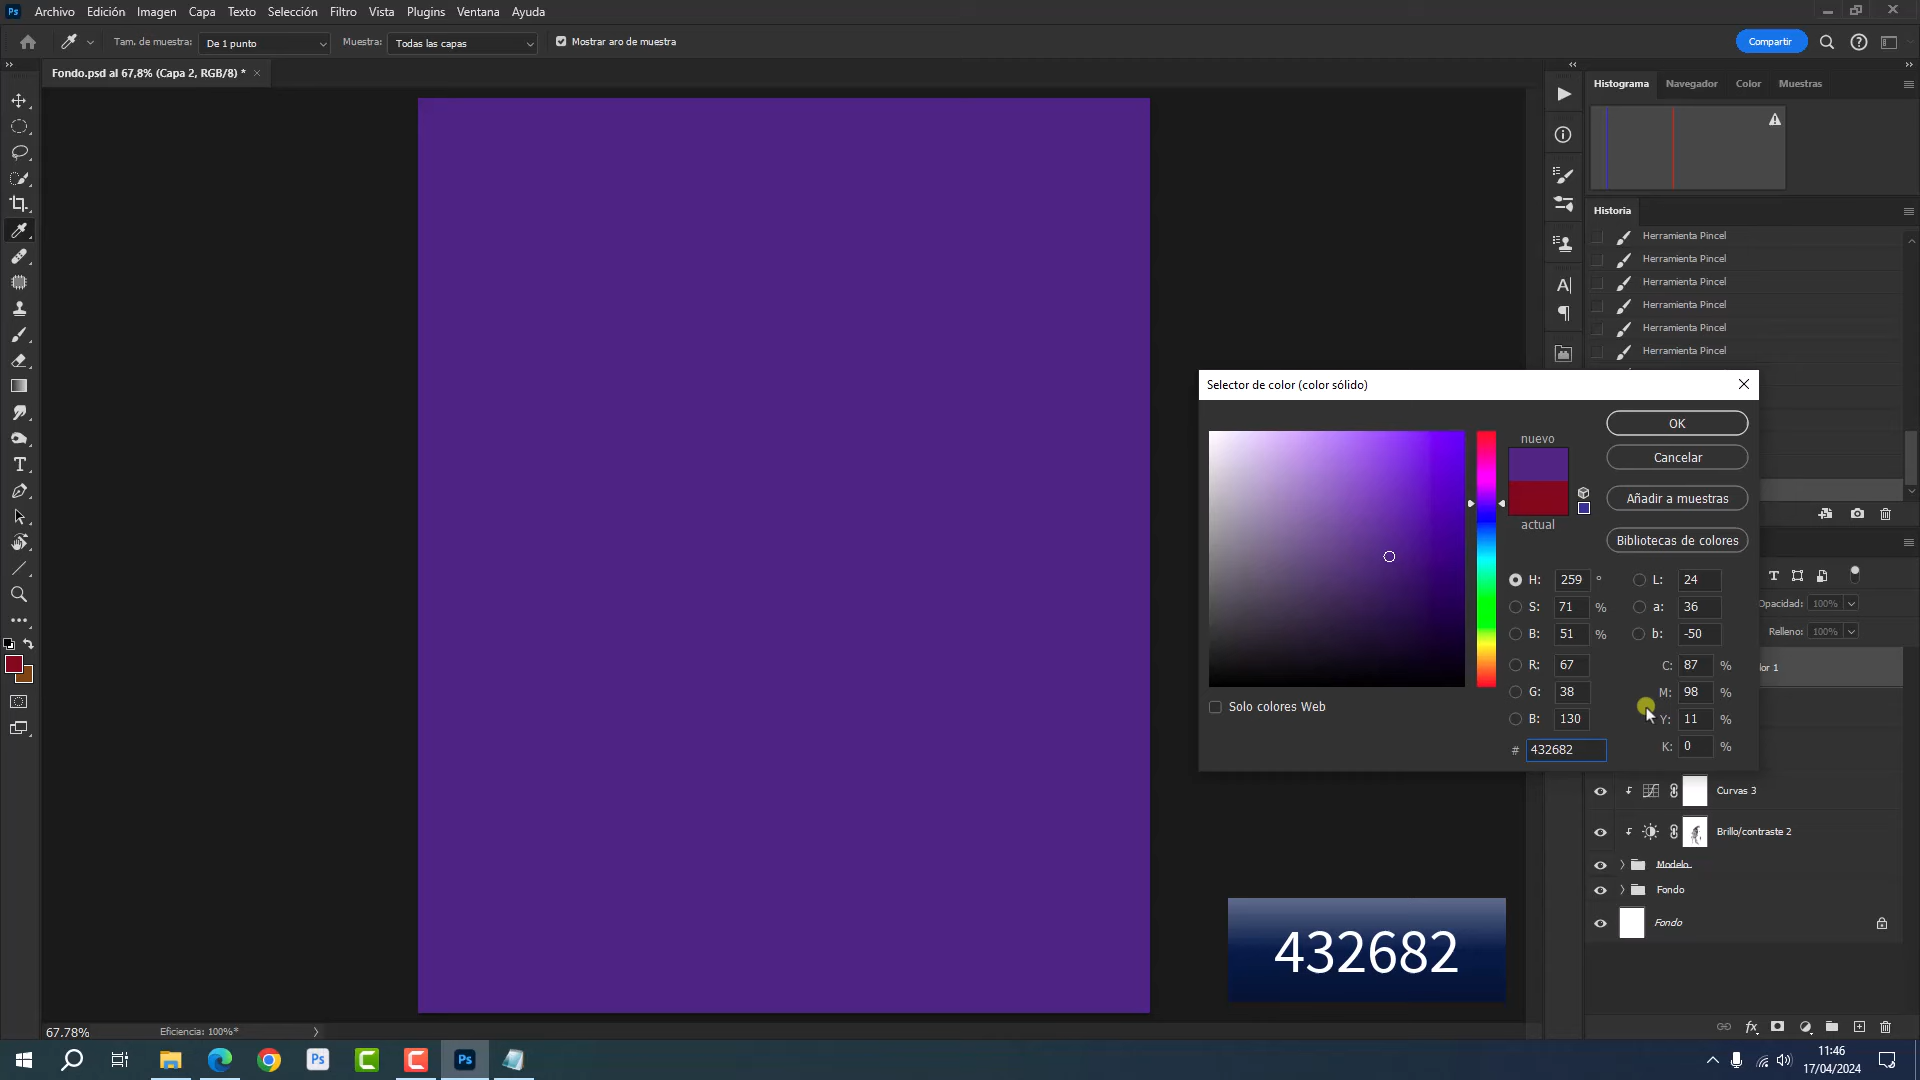 Ps Archivo Edición Imagen Capa Texto Selección Filtro Vista Plugins Ventana Ayuda
Tam. de muestra: De 1 punto Muestra: Todas las capas Mostrar aro de muestra Compartir
Fondo.psd al 67,8% (Capa 2, RGB/8) *
Histograma Navegador Color Muestras
Historia
Herramienta Pincel
Herramienta Pincel
Herramienta Pincel
Herramienta Pincel
Herramienta Pincel
Herramienta Pincel
Selector de color (color sólido)
OK
nuevo
Cancelar
Añadir a muestras
actual
Bibliotecas de colores
H: 259 ° L: 24
S: 71 % a: 36
B: 51 % b: -50
R: 67 C: 87 %
G: 38 M: 98 %
B: 130 Y: 11 %
# 432682 K: 0 %
Solo colores Web
Opacidad: 100%
Relleno: 100%
lor 1
Curvas 3
Brillo/contraste 2
Modelo
Fondo
Fondo
432682
67,78% Eficiencia: 100%*
11:46
17/04/2024